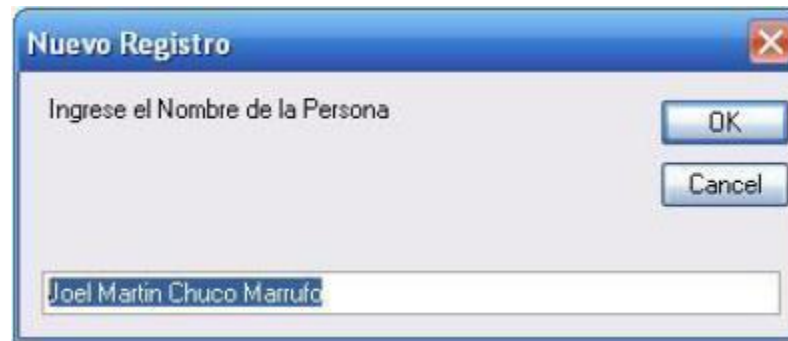 Nuevo Registro
Ingrese el Nombre de la Persona
OK
Cancel
Joel Martin Chuco Marrufo